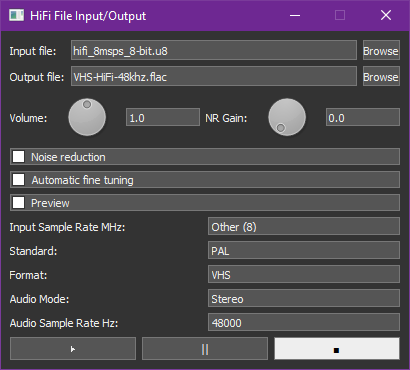 HiFi File Input/Output
Input file: hifi_8msps_8-bit.u8 Browse
Output file: VHS-HiFi-48khz.flac Browse
Volume: 1.0 NR Gain: 0.0
Noise reduction
Automatic fine tuning
Preview
Input Sample Rate MHz: Other (8)
Standard: PAL
Format: VHS
Audio Mode: Stereo
Audio Sample Rate Hz: 48000